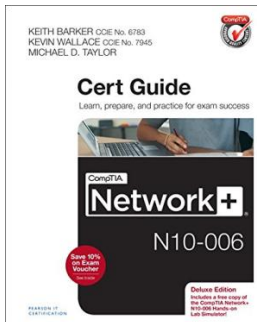 KEITH BARKER CCIE No. 6783
KEVIN WALLACE CCIE No. 7945
MICHAEL D. TAYLOR
CompTIA
Cert Guide
Learn, prepare, and practice for exam success
CompTIA
Network+
N10-006
Save 10%
on Exam
Voucher
Deluxe Edition
Includes a free copy of
the CompTIA Network+
N10-006 Hands-on
Lab Simulator!
PEARSON IT
CERTIFICATION